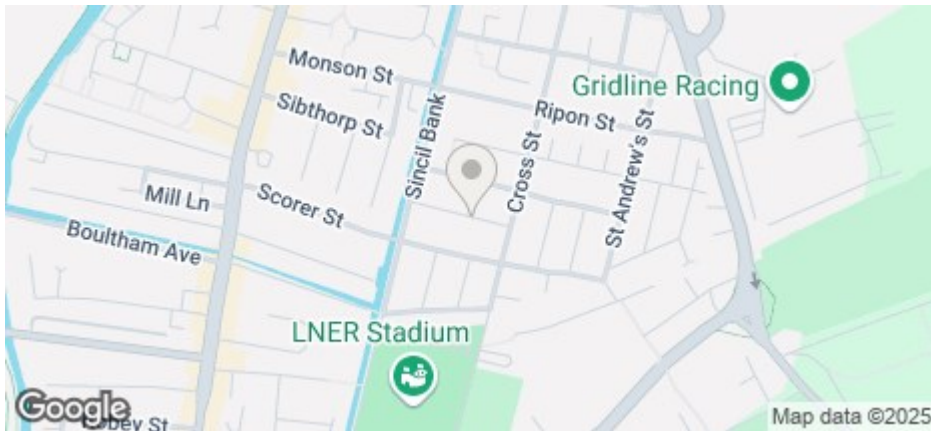 Monson St
Gridline Racing
Sibthorp St
Sincil Bank
Ripon St
Cross St
St Andrew's St
Mill Ln
Scorer St
Boultham Ave
LNER Stadium
Google
St
Map data ©2025